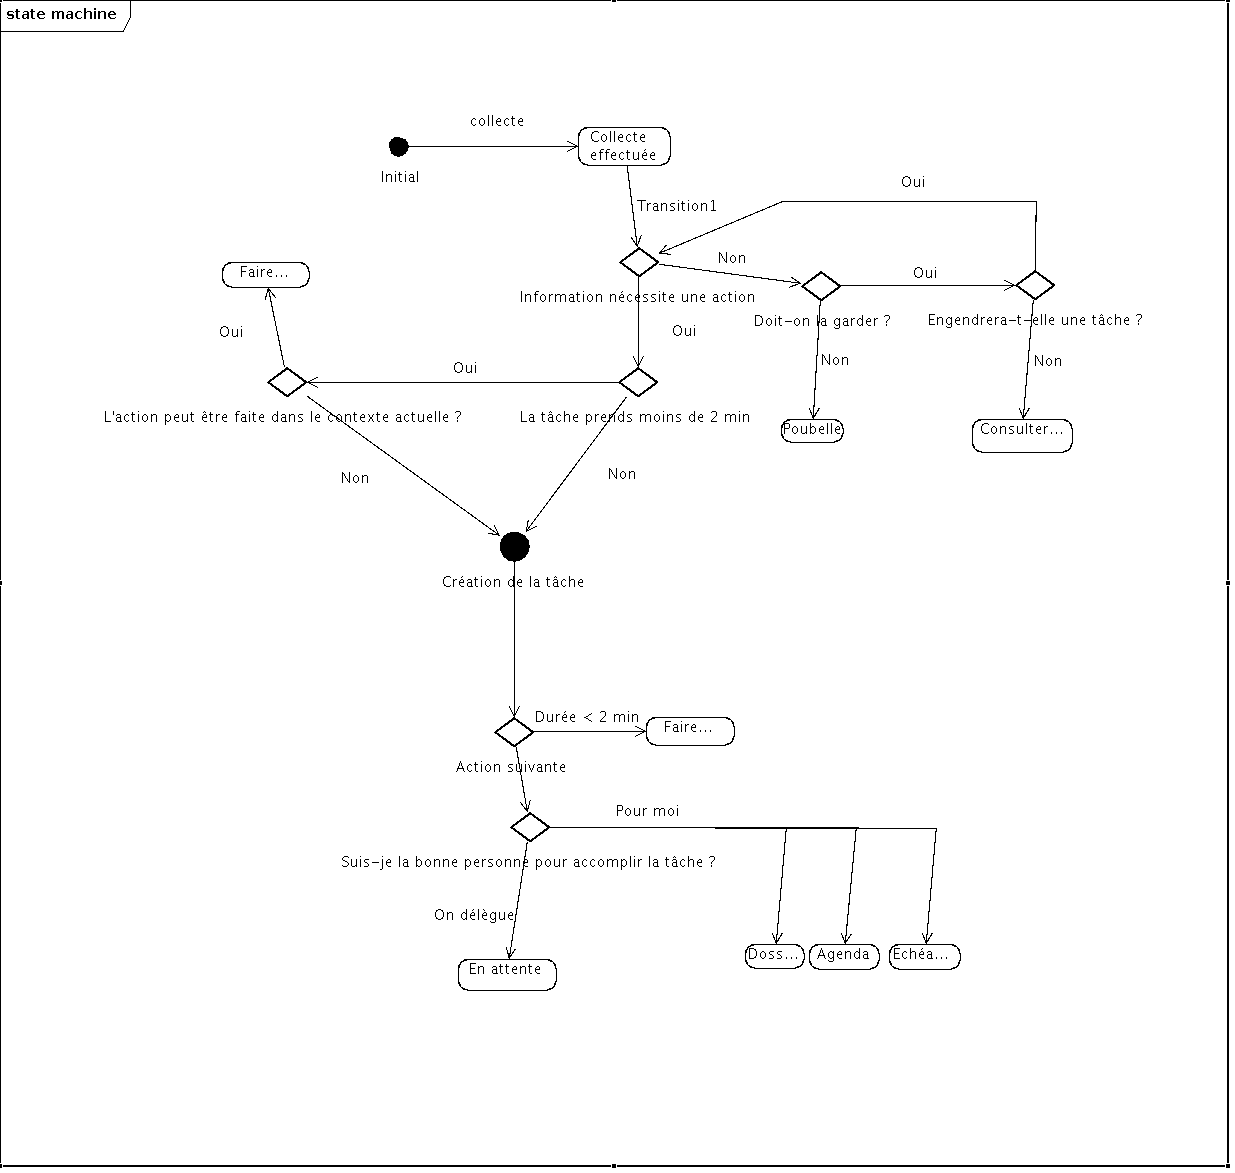 state machine
collecte
Collecte
effectuée
Initial
Oui
Transition1
Non
Faire...
Oui
Information nécessite une action
Doit-on la garder ?
Engendrera-t-elle une tâche ?
Oui
Oui
Non
Non
Oui
L'action peut être faite dans le contexte actuelle ?
La tâche prends moins de 2 min
Poubelle
Consulter...
Non
Non
Création de la tâche
Durée < 2 min
Faire...
Action suivante
Pour moi
Suis-je la bonne personne pour accomplir la tâche ?
On délègue
Doss...
Agenda
Echéa...
En attente